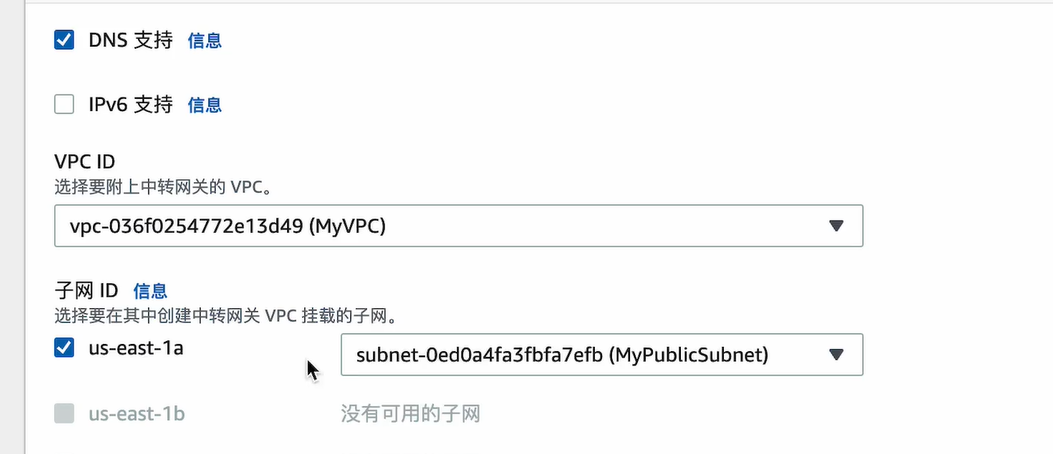 DNS 支持 信息
IPv6 支持 信息
VPC ID
选择要附上中转网关的 VPC。
vpc-036f0254772e13d49 (MyVPC)
子网 ID 信息
选择要在其中创建中转网关 VPC 挂载的子网。
us-east-1a subnet-0ed0a4fa3fbfa7efb (MyPublicSubnet)
us-east-1b 没有可用的子网